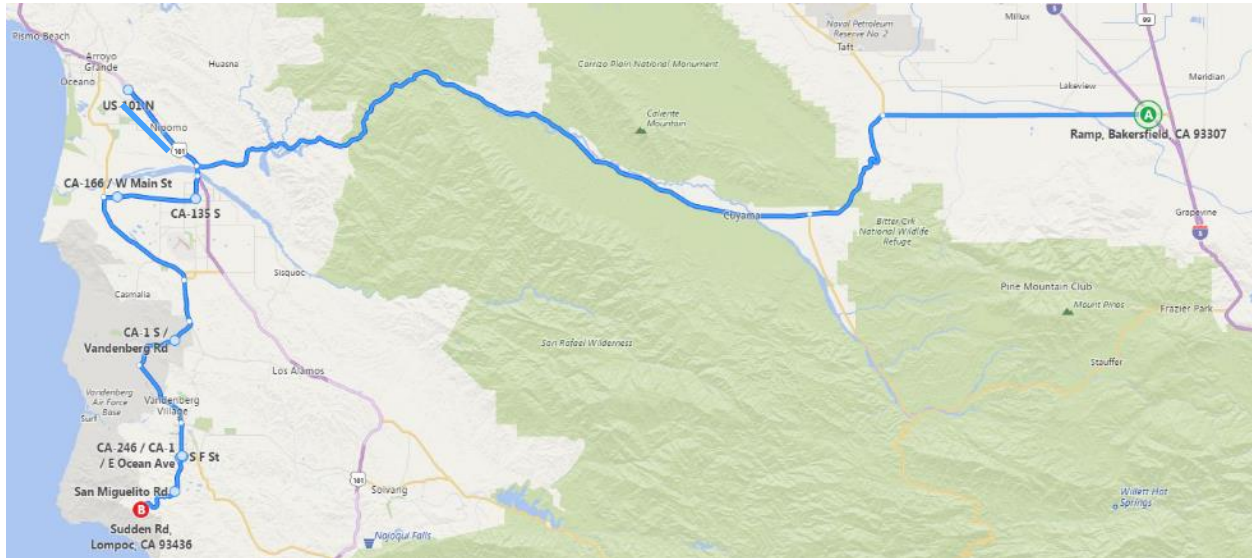 Pismo Beach
Arroyo
Grande
Oceano
Huasna
US-101 N
Nipomo
101
CA-166 / W Main St
CA-135 S
Sisquoc
Casmalia
CA-1 S /
Vandenberg Rd
Los Alamos
Vandenberg
Air Force
Base
Vandenberg
Village
Surf
CA-246 / CA-1
/ E Ocean Ave
S F St
San Miguelito Rd
B
Sudden Rd,
Lompoc, CA 93436
101
Solvang
Nojoqui Falls
San Rafael Wilderness
Carrizo Plain National Monument
Caliente
Mountain
Cuyama
Naval Petroleum
Reserve No. 2
Taft
Millux
5
99
Lakeview
Meridian
A
Ramp, Bakersfield, CA 93307
Grapevine
5
Bitter Crk
National Wildlife
Refuge
Pine Mountain Club
Mount Pinos
Frazier Park
Stauffer
Willett Hot
Springs